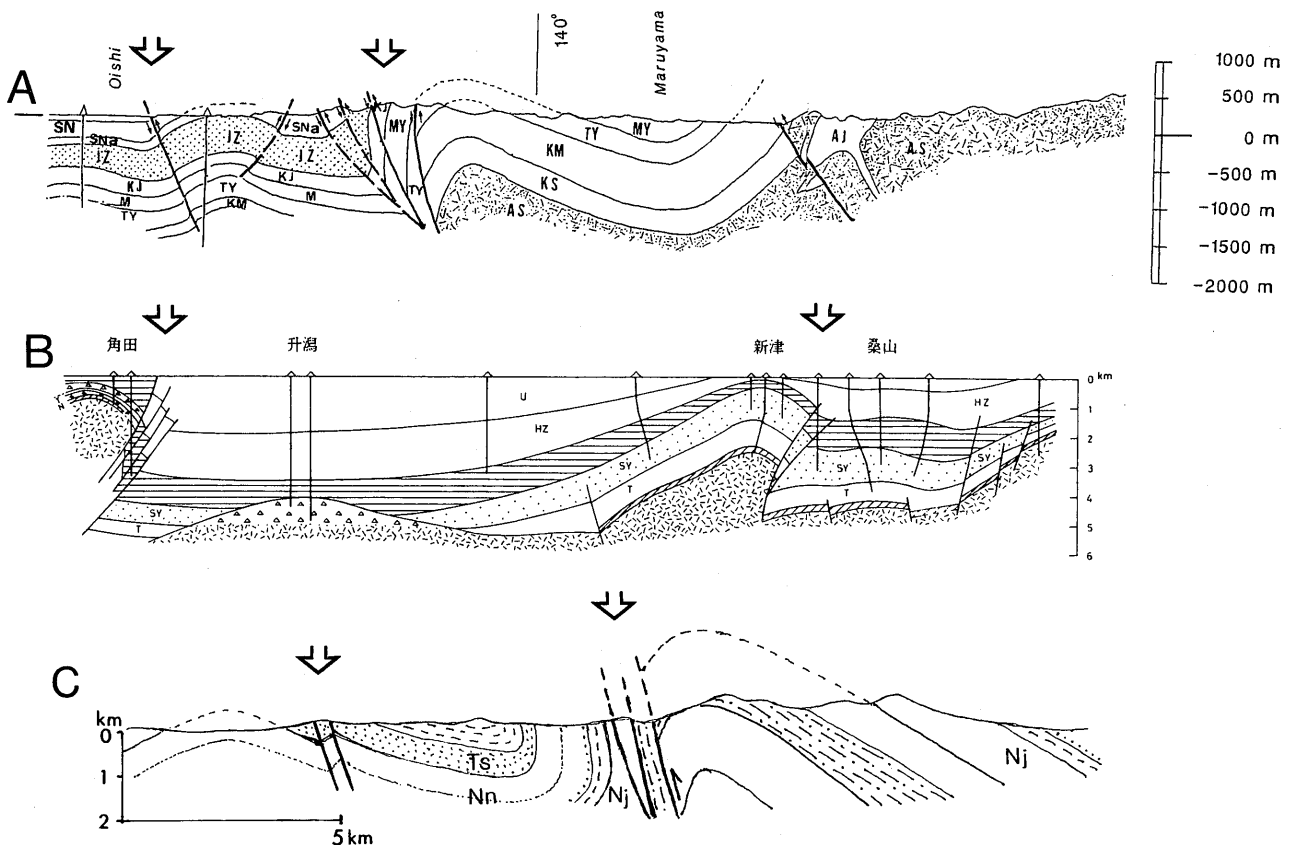 A
Oishi
140°
Maruyama
1000 m
500 m
0 m
-500 m
-1000 m
-1500 m
-2000 m
SN
SNa
IZ
KJ
M
TY
IZ
TY
KM
SNa
IZ
KJ
M
KJ
MY
TY
AS
KS
KM
TY
MY
AJ
AS
B
角田
升潟
新津
桑山
U
HZ
SY
T
SY
T
HZ
SY
T
SY
0 km
1
2
3
4
5
6
C
km
0
1
2
5 km
Ts
Nn
Nj
Nj